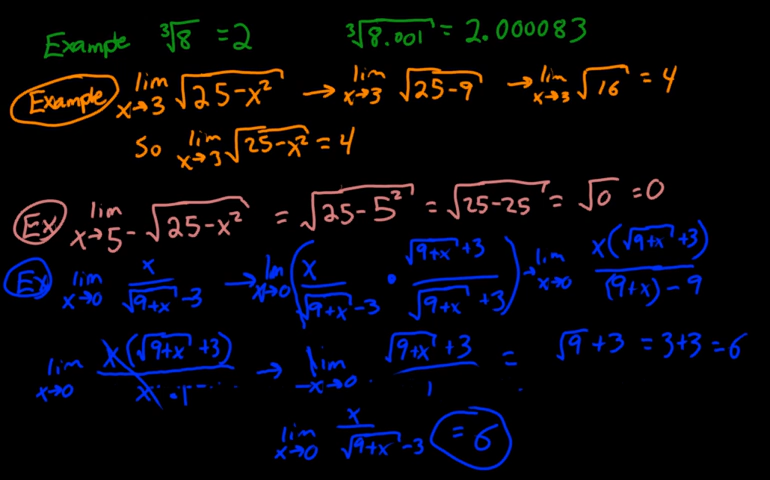 Example ∛8 = 2 ∛8.001 = 2.000083
Example lim x→3 √25-x² → lim x→3 √25-9 → lim x→3 √16 = 4
So lim x→3 √25-x² = 4
Ex lim x→5- √25-x² = √25-5² = √25-25 = √0 = 0
Ex lim x→0 x/(√9+x - 3) → lim x→0 (x/(√9+x - 3) • (√9+x + 3)/(√9+x + 3)) → lim x→0 x(√9+x + 3)/((9+x) - 9)
lim x→0 x(√9+x + 3)/(x · 1) → lim x→0 (√9+x + 3)/1 = √9 + 3 = 3+3 = 6
lim x→0 x/(√9+x - 3) = 6